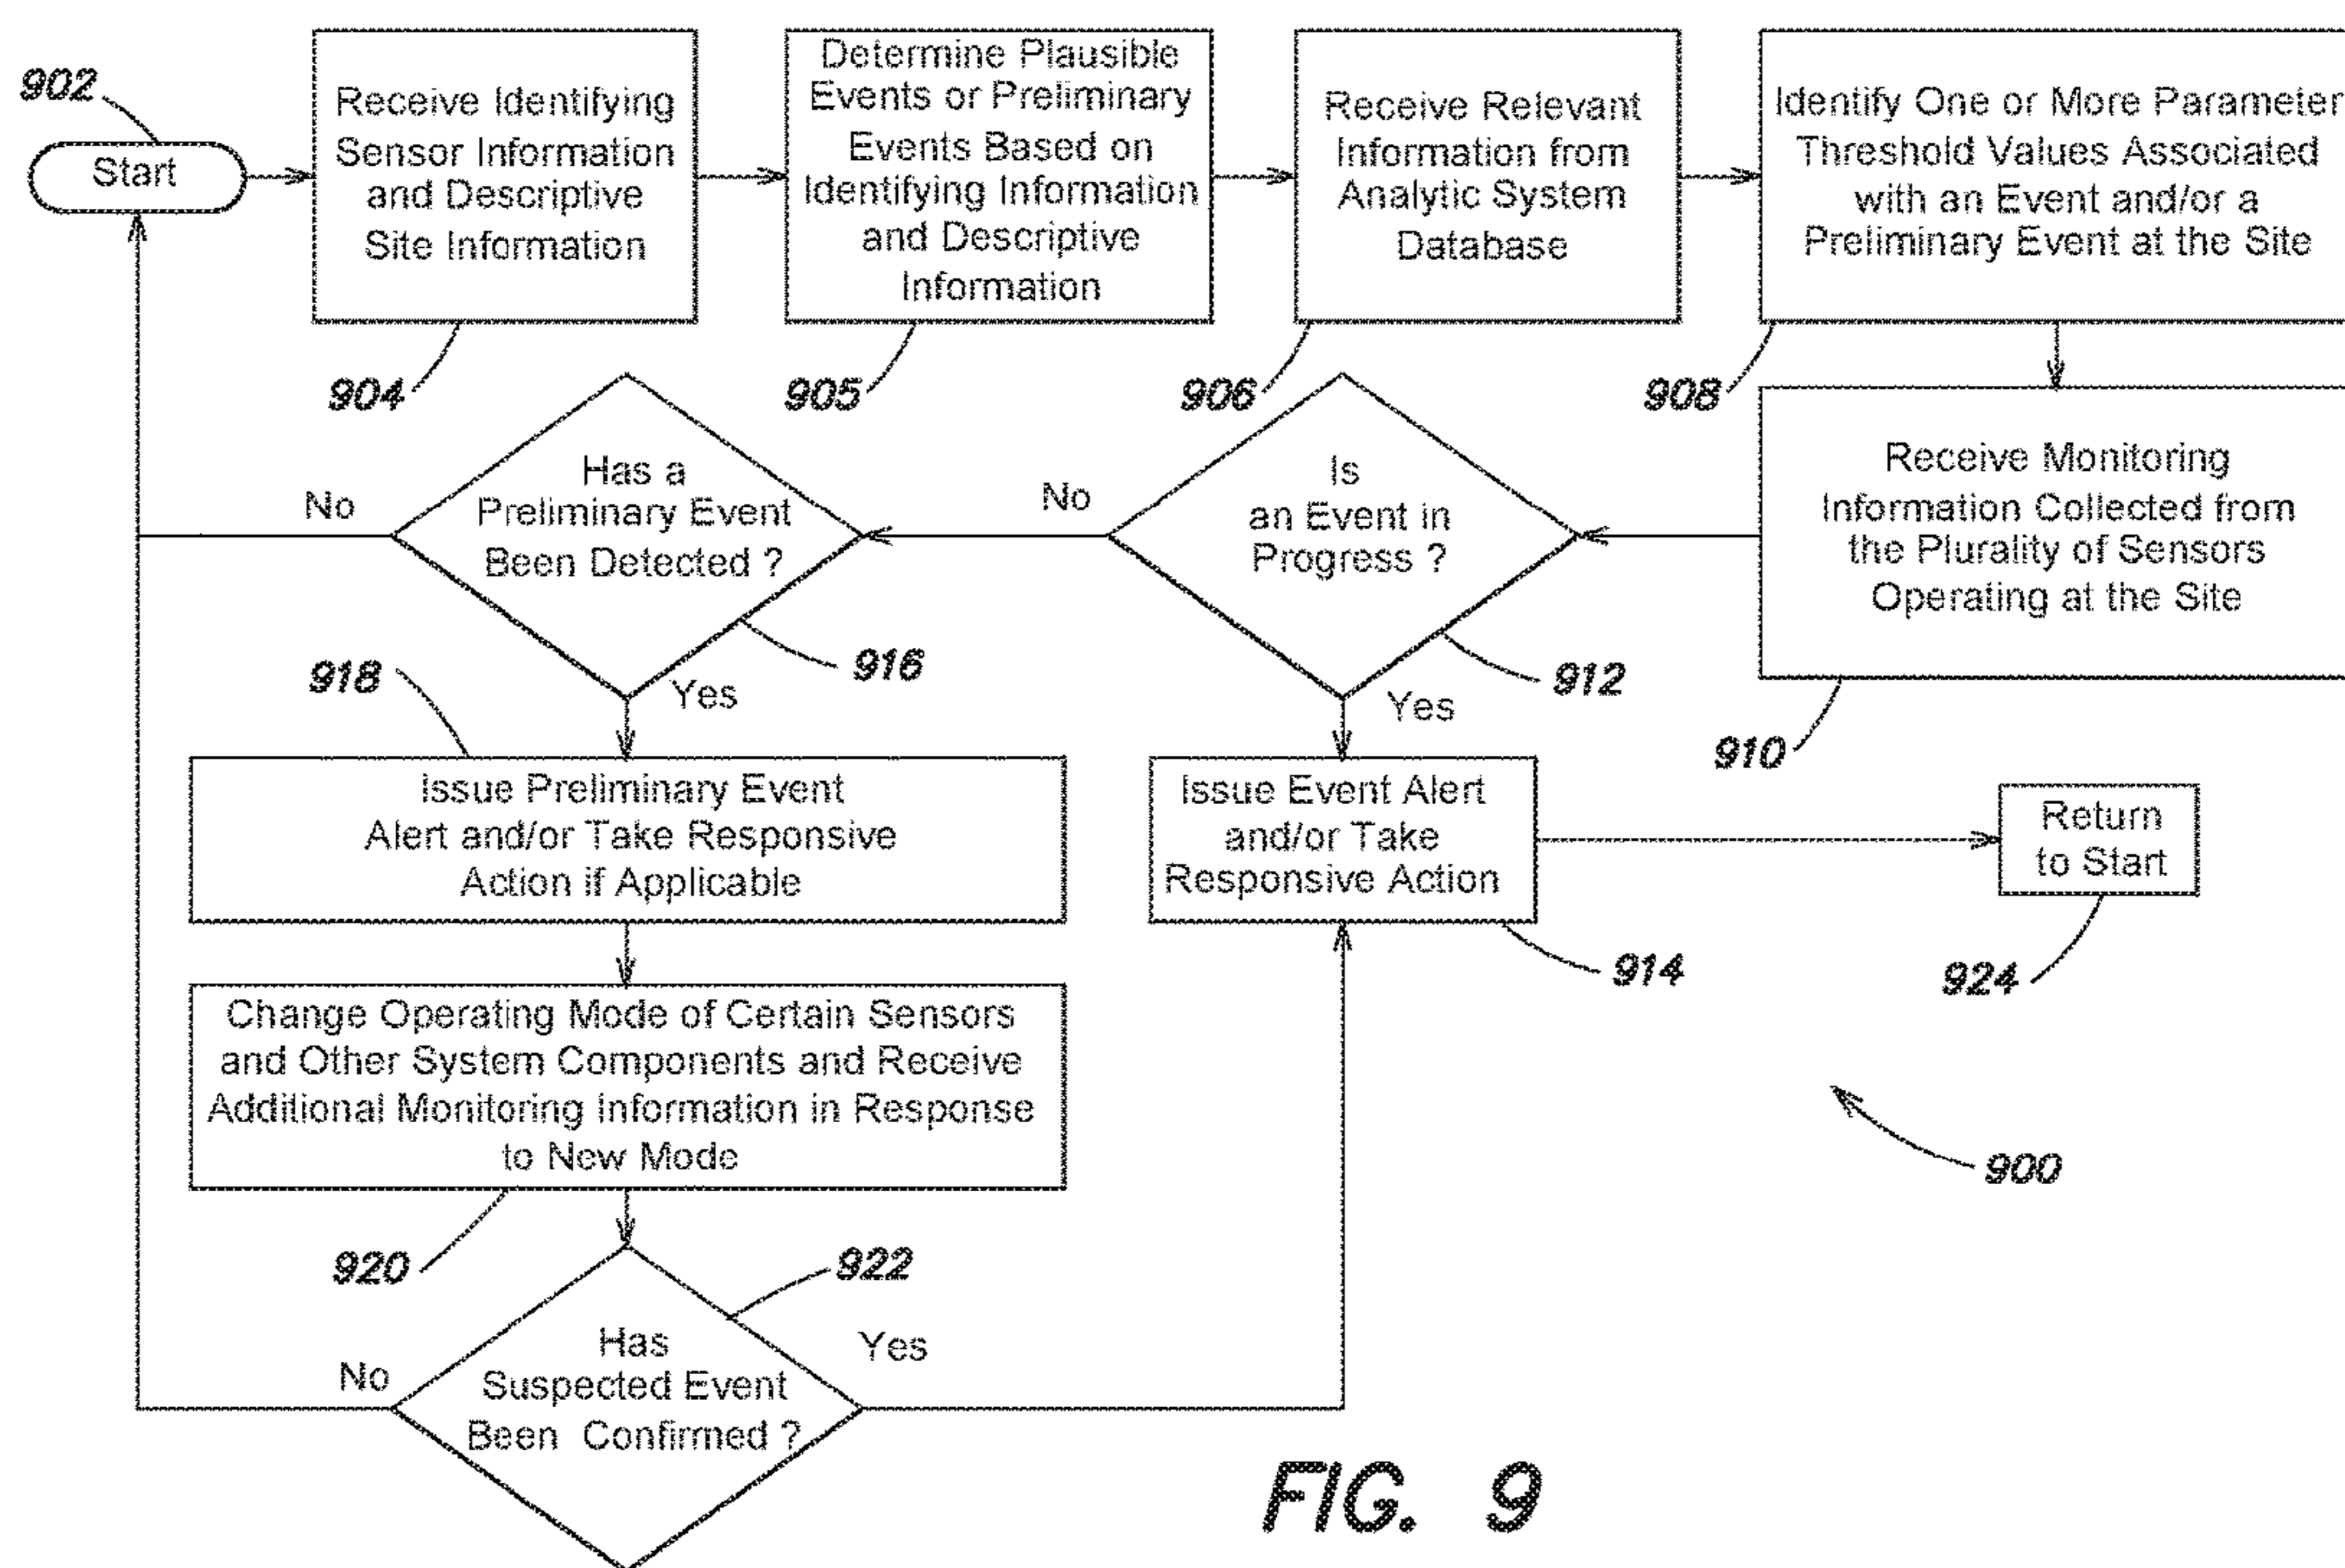 902
Start
Receive Identifying
Sensor Information
and Descriptive
Site Information
904
Determine Plausible
Events or Preliminary
Events Based on
Identifying Information
and Descriptive
Information
905
Receive Relevant
Information from
Analytic System
Database
906
Identify One or More Parameter
Threshold Values Associated
with an Event and/or a
Preliminary Event at the Site
908
Receive Monitoring
Information Collected from
the Plurality of Sensors
Operating at the Site
910
Is
an Event in
Progress ?
912
No
Yes
Has a
Preliminary Event
Been Detected ?
916
No
Yes
918
Issue Preliminary Event
Alert and/or Take Responsive
Action if Applicable
Issue Event Alert
and/or Take
Responsive Action
914
Return
to Start
924
Change Operating Mode of Certain Sensors
and Other System Components and Receive
Additional Monitoring Information in Response
to New Mode
920
922
Has
Suspected Event
Been Confirmed ?
No
Yes
900
FIG. 9